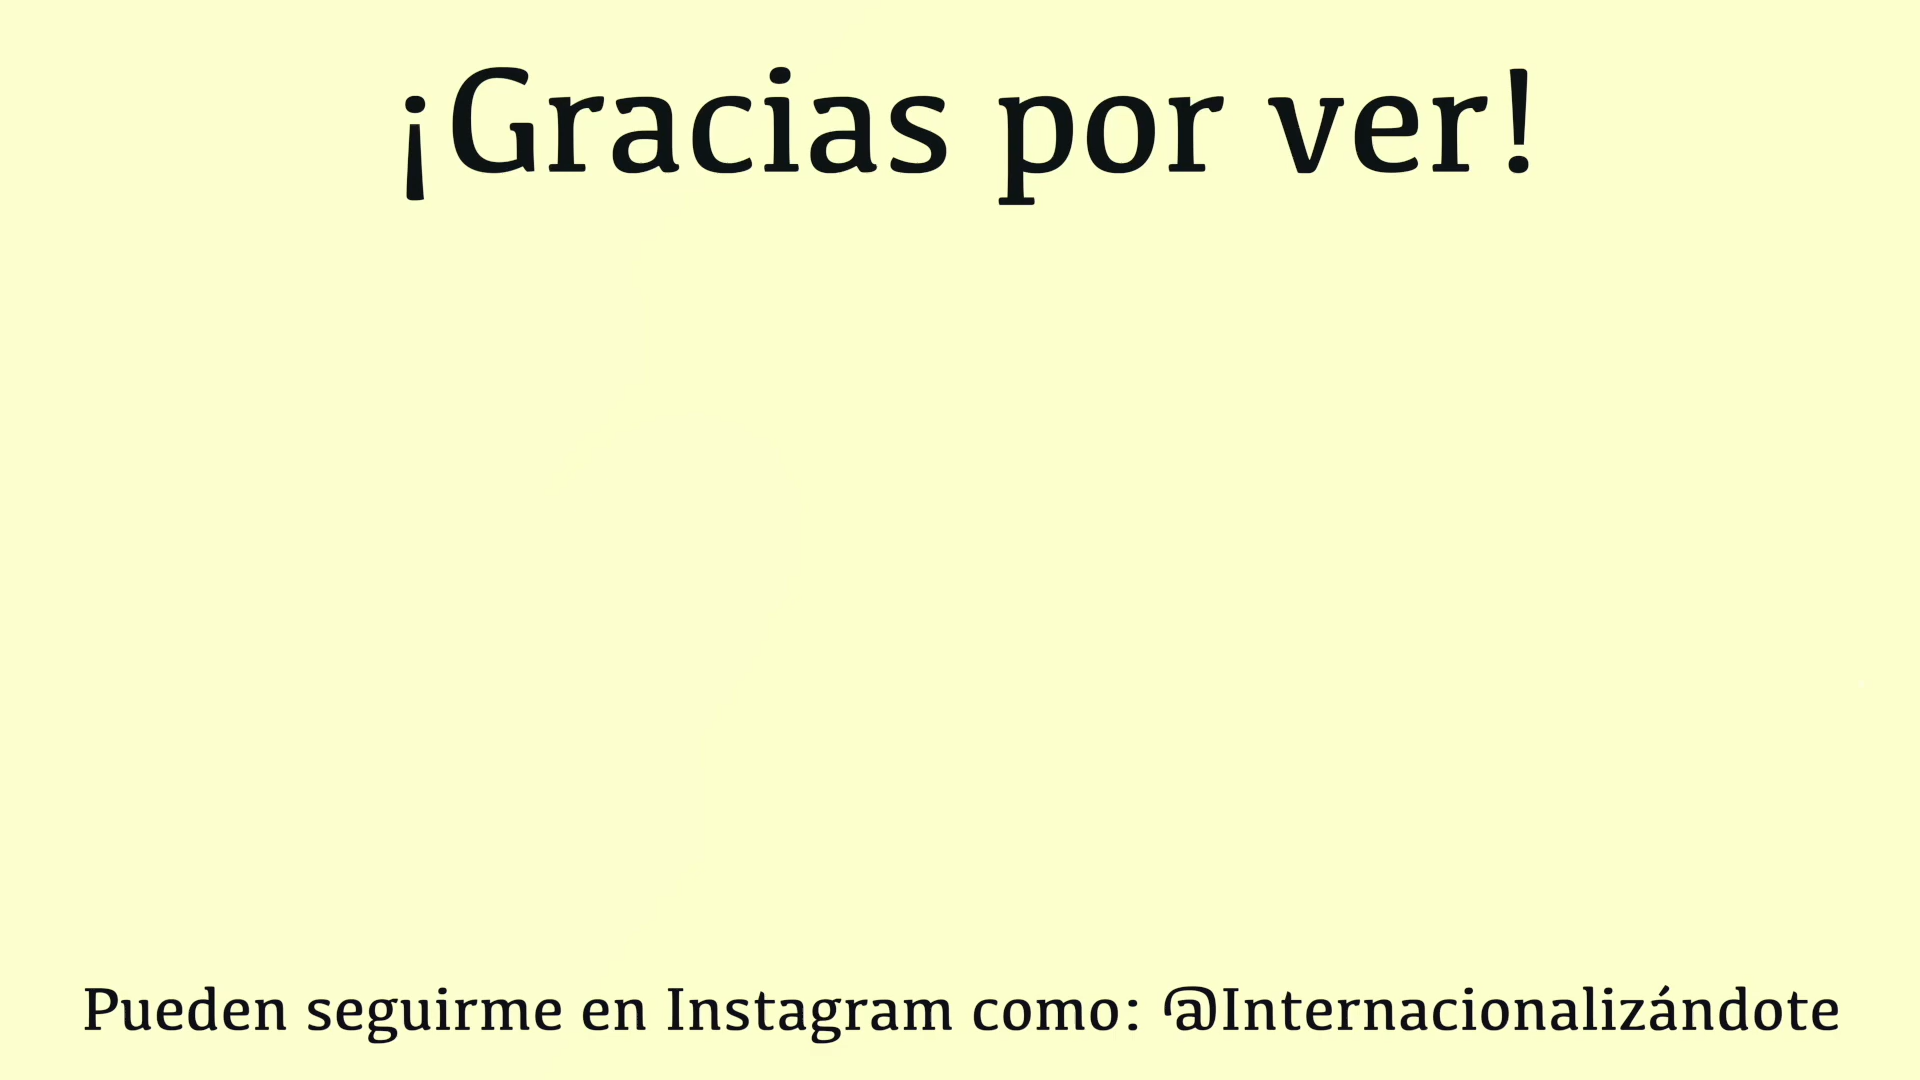 ¡Gracias por ver!
Pueden seguirme en Instagram como: @Internacionalizándote